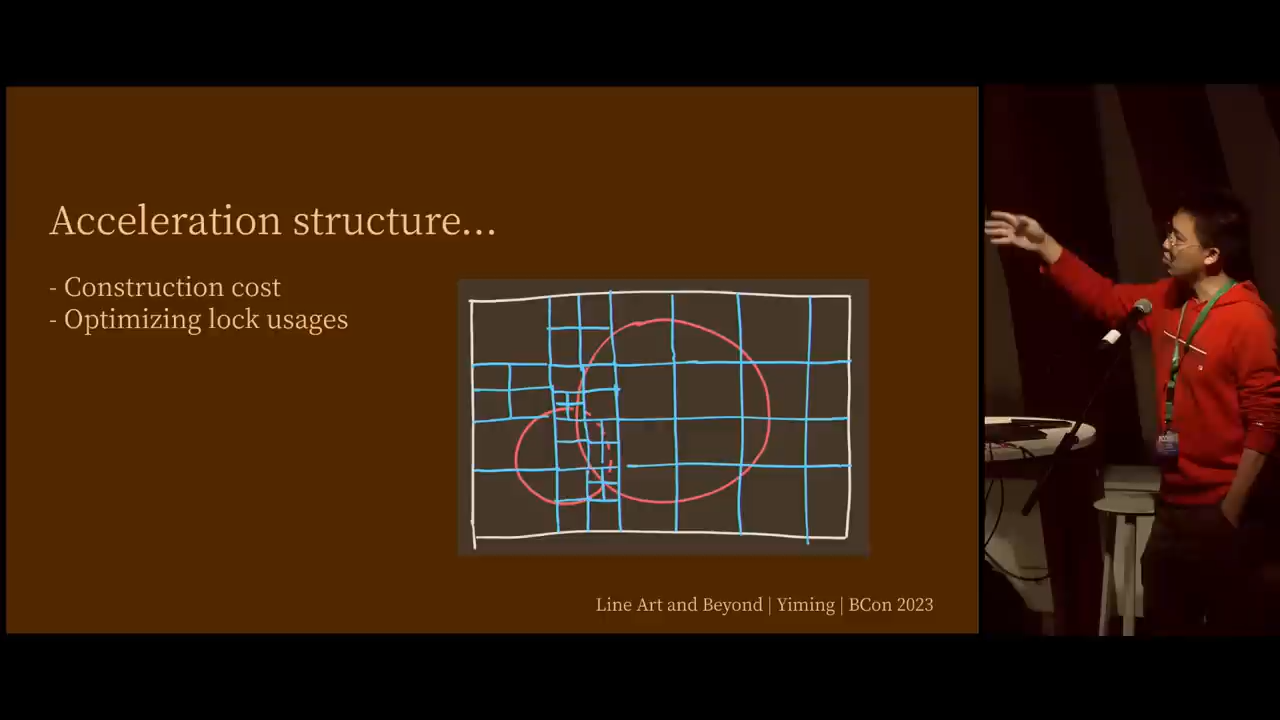 Acceleration structure...
- Construction cost
- Optimizing lock usages
Line Art and Beyond | Yiming | BCon 2023